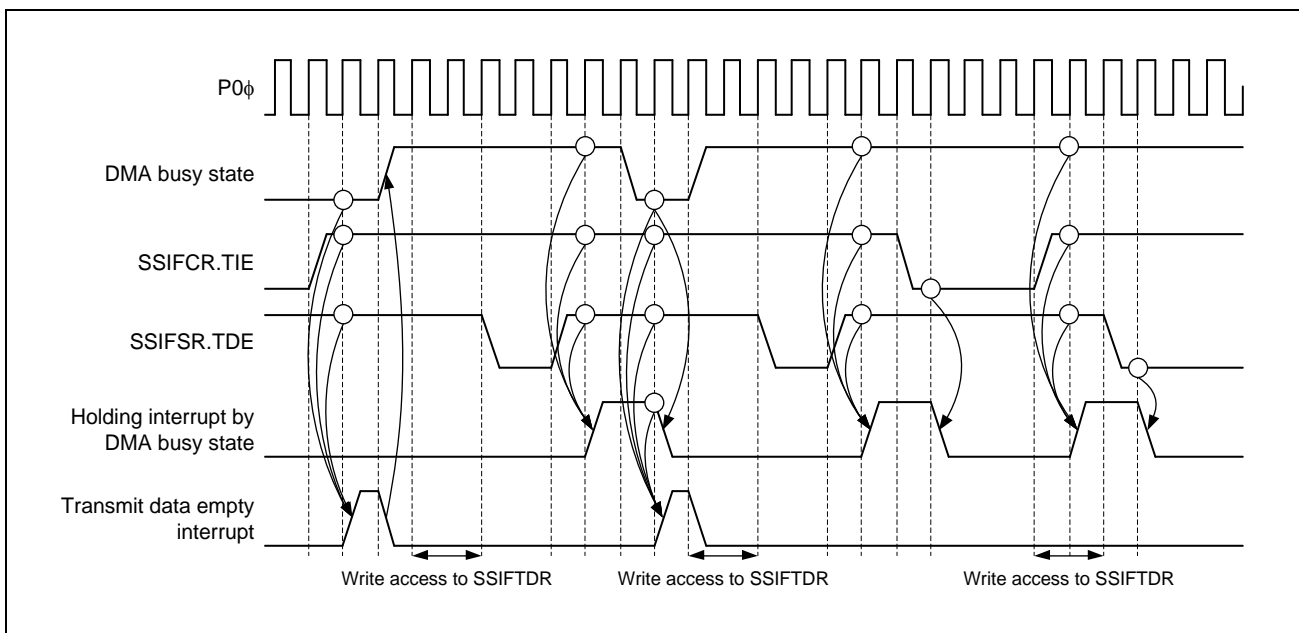 P0ϕ
DMA busy state
SSIFCR.TIE
SSIFSR.TDE
Holding interrupt by
DMA busy state
Transmit data empty
interrupt
Write access to SSIFTDR
Write access to SSIFTDR
Write access to SSIFTDR